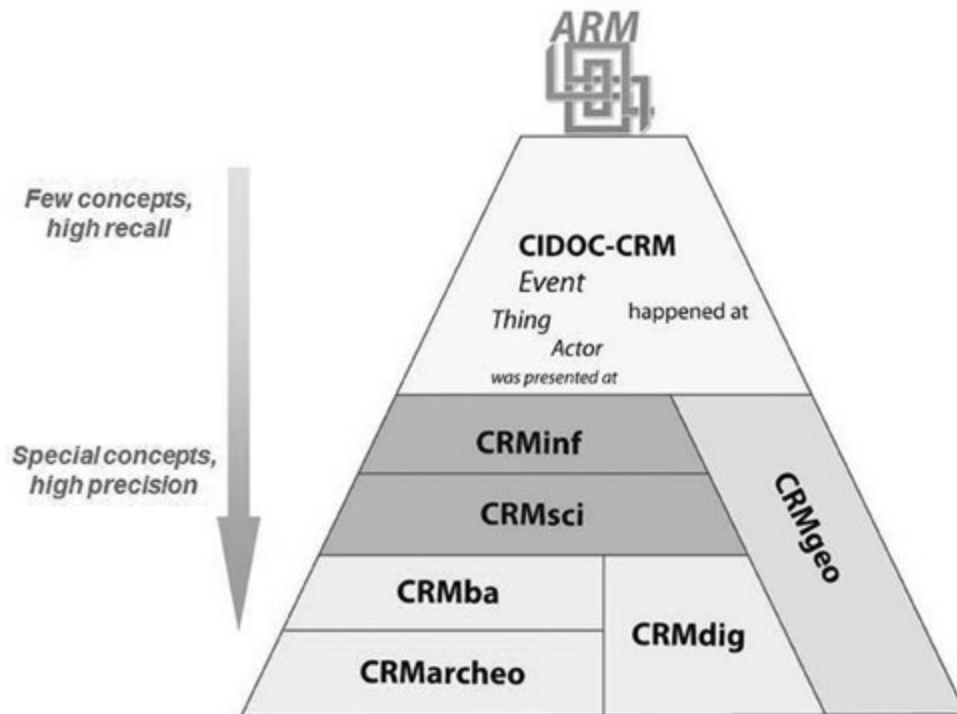 ARM
Few concepts,
high recall
CIDOC-CRM
Event
Thing
happened at
Actor
was presented at
Special concepts,
high precision
CRMinf
CRMsci
CRMgeo
CRMba
CRMdig
CRMarcheo